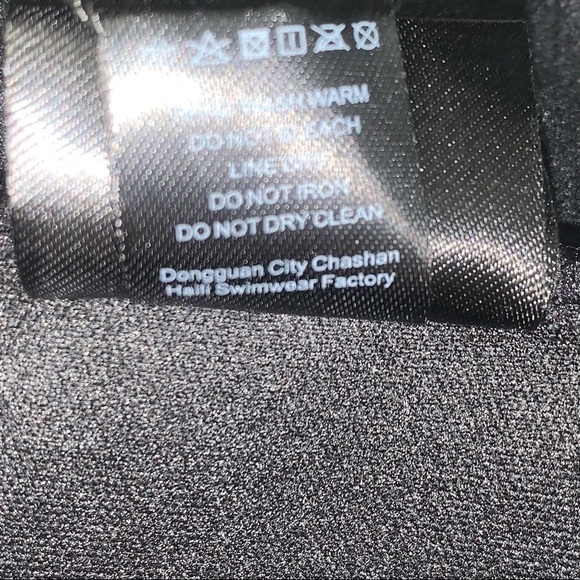 WARM
DO NOT BLEACH
LINE DRY
DO NOT IRON
DO NOT DRY CLEAN
Dongguan City Chashan
Haili Swimwear Factory